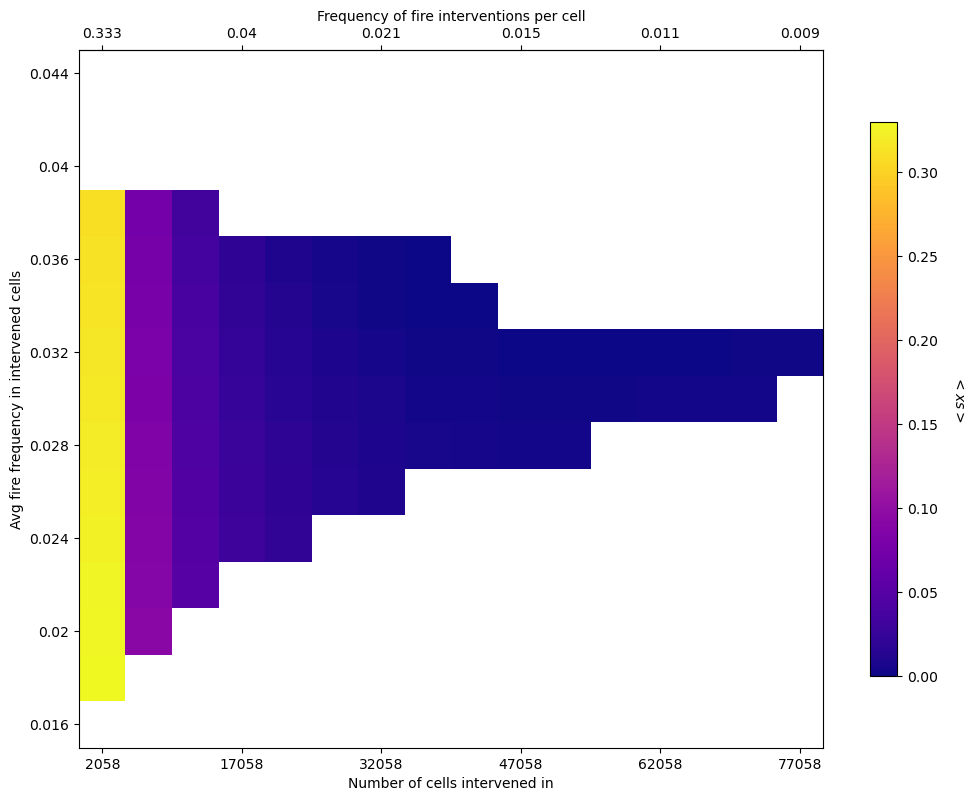 Frequency of fire interventions per cell
0.333 0.04 0.021 0.015 0.011 0.009
0.044
0.04
0.036
0.032
0.028
0.024
0.02
0.016
Avg fire frequency in intervened cells
2058 17058 32058 47058 62058 77058
Number of cells intervened in
0.30
0.25
0.20
0.15
0.10
0.05
0.00
< sx >